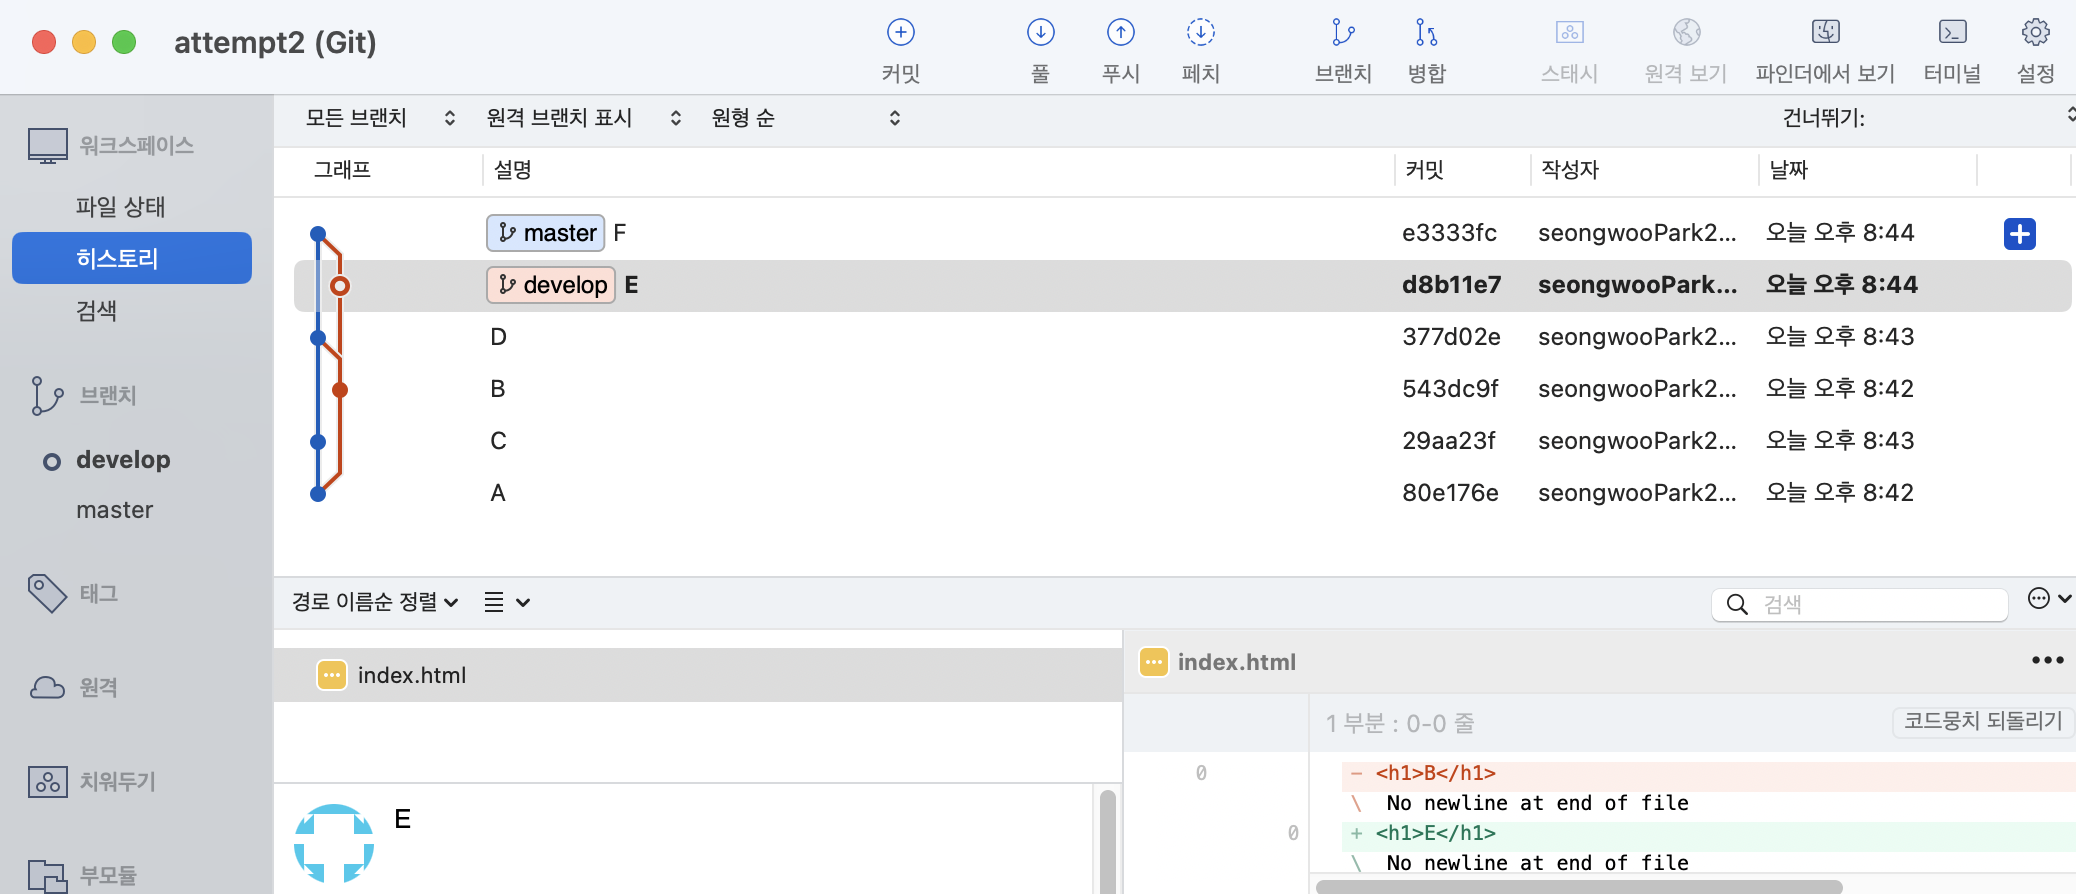 attempt2 (Git)
커밋
풀
푸시
페치
브랜치
병합
스태시
원격 보기
파인더에서 보기
터미널
설정
워크스페이스
파일 상태
히스토리
검색
브랜치
develop
master
태그
원격
치워두기
부모듈
모든 브랜치
원격 브랜치 표시
원형 순
건너뛰기:
그래프 설명 커밋 작성자 날짜
master F e3333fc seongwooPark2... 오늘 오후 8:44
develop E d8b11e7 seongwooPark... 오늘 오후 8:44
D 377d02e seongwooPark2... 오늘 오후 8:43
B 543dc9f seongwooPark2... 오늘 오후 8:42
C 29aa23f seongwooPark2... 오늘 오후 8:43
A 80e176e seongwooPark2... 오늘 오후 8:42
경로 이름순 정렬
검색
index.html
E
index.html
1 부분 : 0-0 줄
코드뭉치 되돌리기
0 - <h1>B</h1>
\ No newline at end of file
0 + <h1>E</h1>
\ No newline at end of file